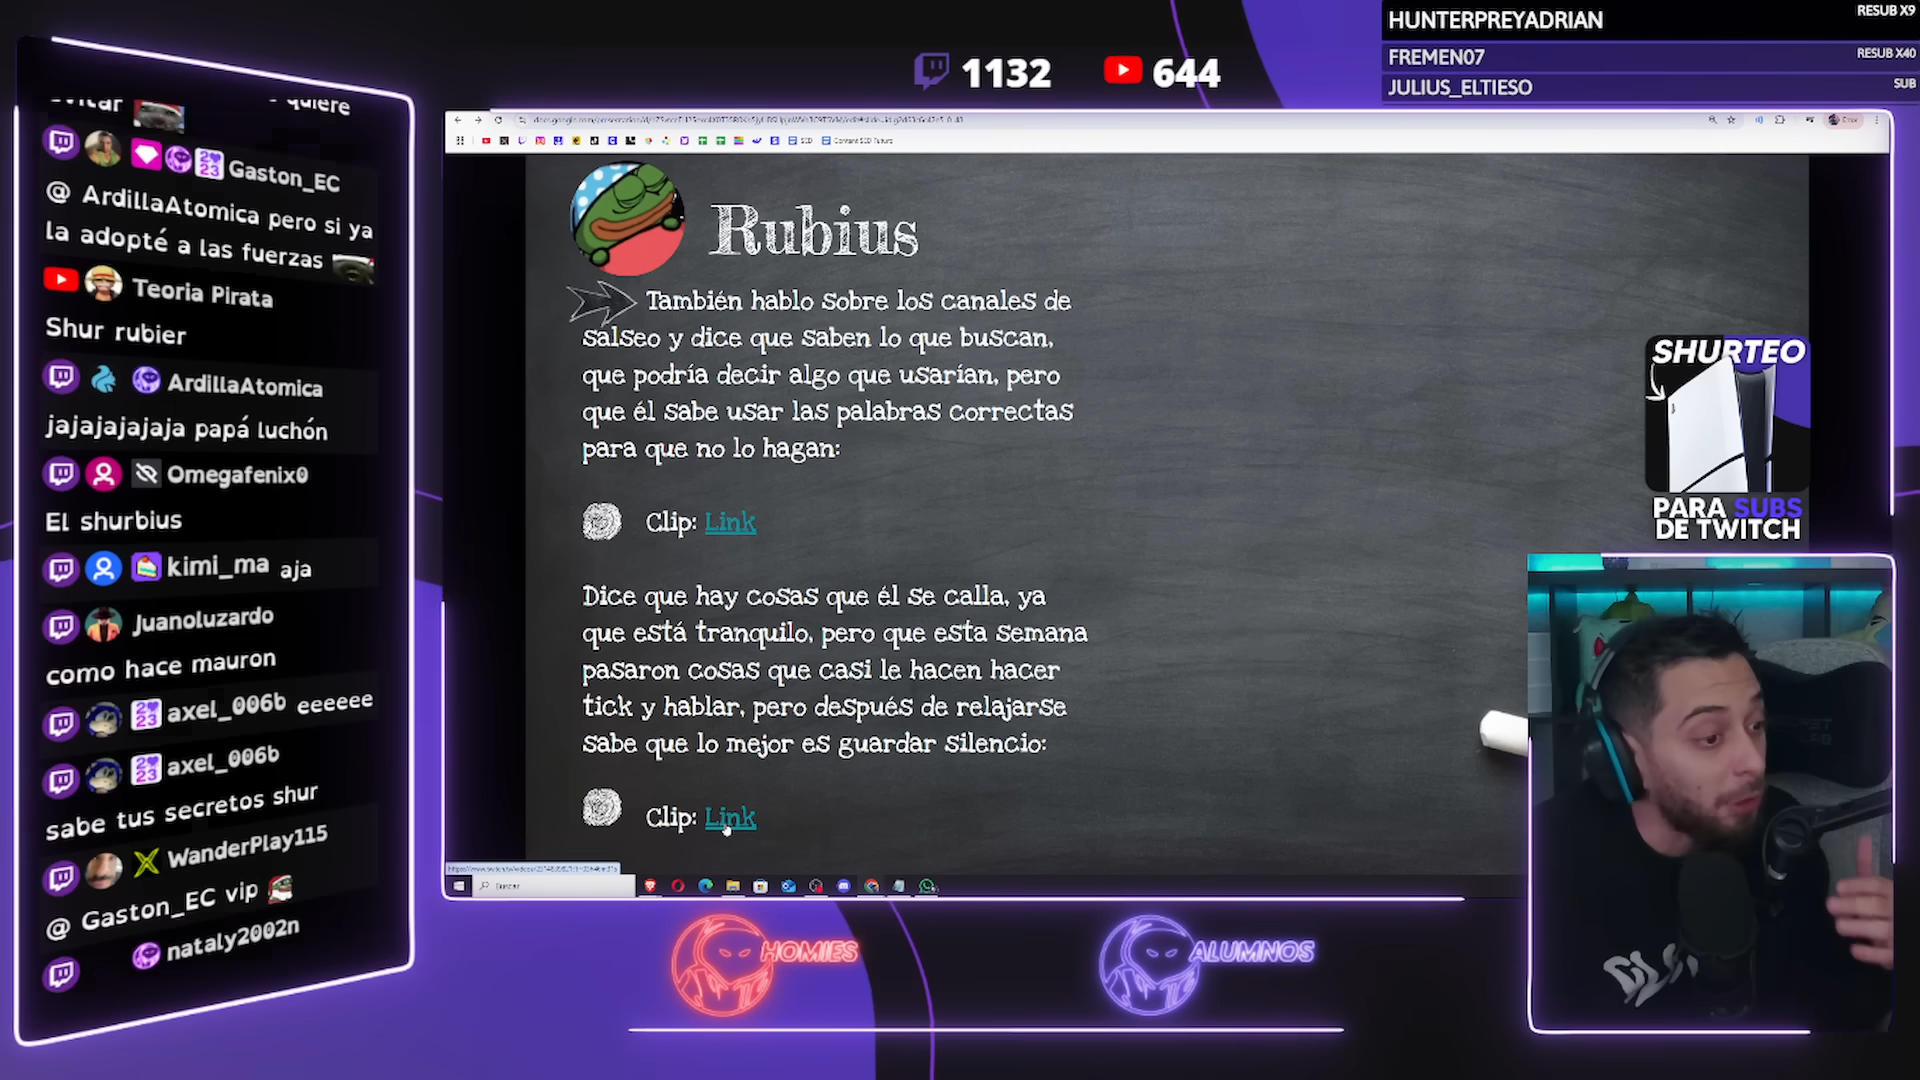 HUNTERPREYADRIAN
RESUB X9
FREMEN07
RESUB X40
JULIUS_ELTIESO
SUB
1132
644
evitar
quiere
Gaston_EC
@ ArdillaAtomica pero si ya
la adopté a las fuerzas
Teoria Pirata
Shur rubier
ArdillaAtomica
jajajajajaja papá luchón
Omegafenix0
El shurbius
kimi_ma aja
Juanoluzardo
como hace mauron
axel_006b eeeeee
axel_006b
sabe tus secretos shur
WanderPlay115
@ Gaston_EC vip
nataly2002n
Rubius
También hablo sobre los canales de
salseo y dice que saben lo que buscan,
que podría decir algo que usarían, pero
que él sabe usar las palabras correctas
para que no lo hagan:
Clip: Link
Dice que hay cosas que él se calla, ya
que está tranquilo, pero que esta semana
pasaron cosas que casi le hacen hacer
tick y hablar, pero después de relajarse
sabe que lo mejor es guardar silencio:
Clip: Link
Buscar
SHURTEO
PARA SUBS
DE TWITCH
HOMIES
ALUMNOS